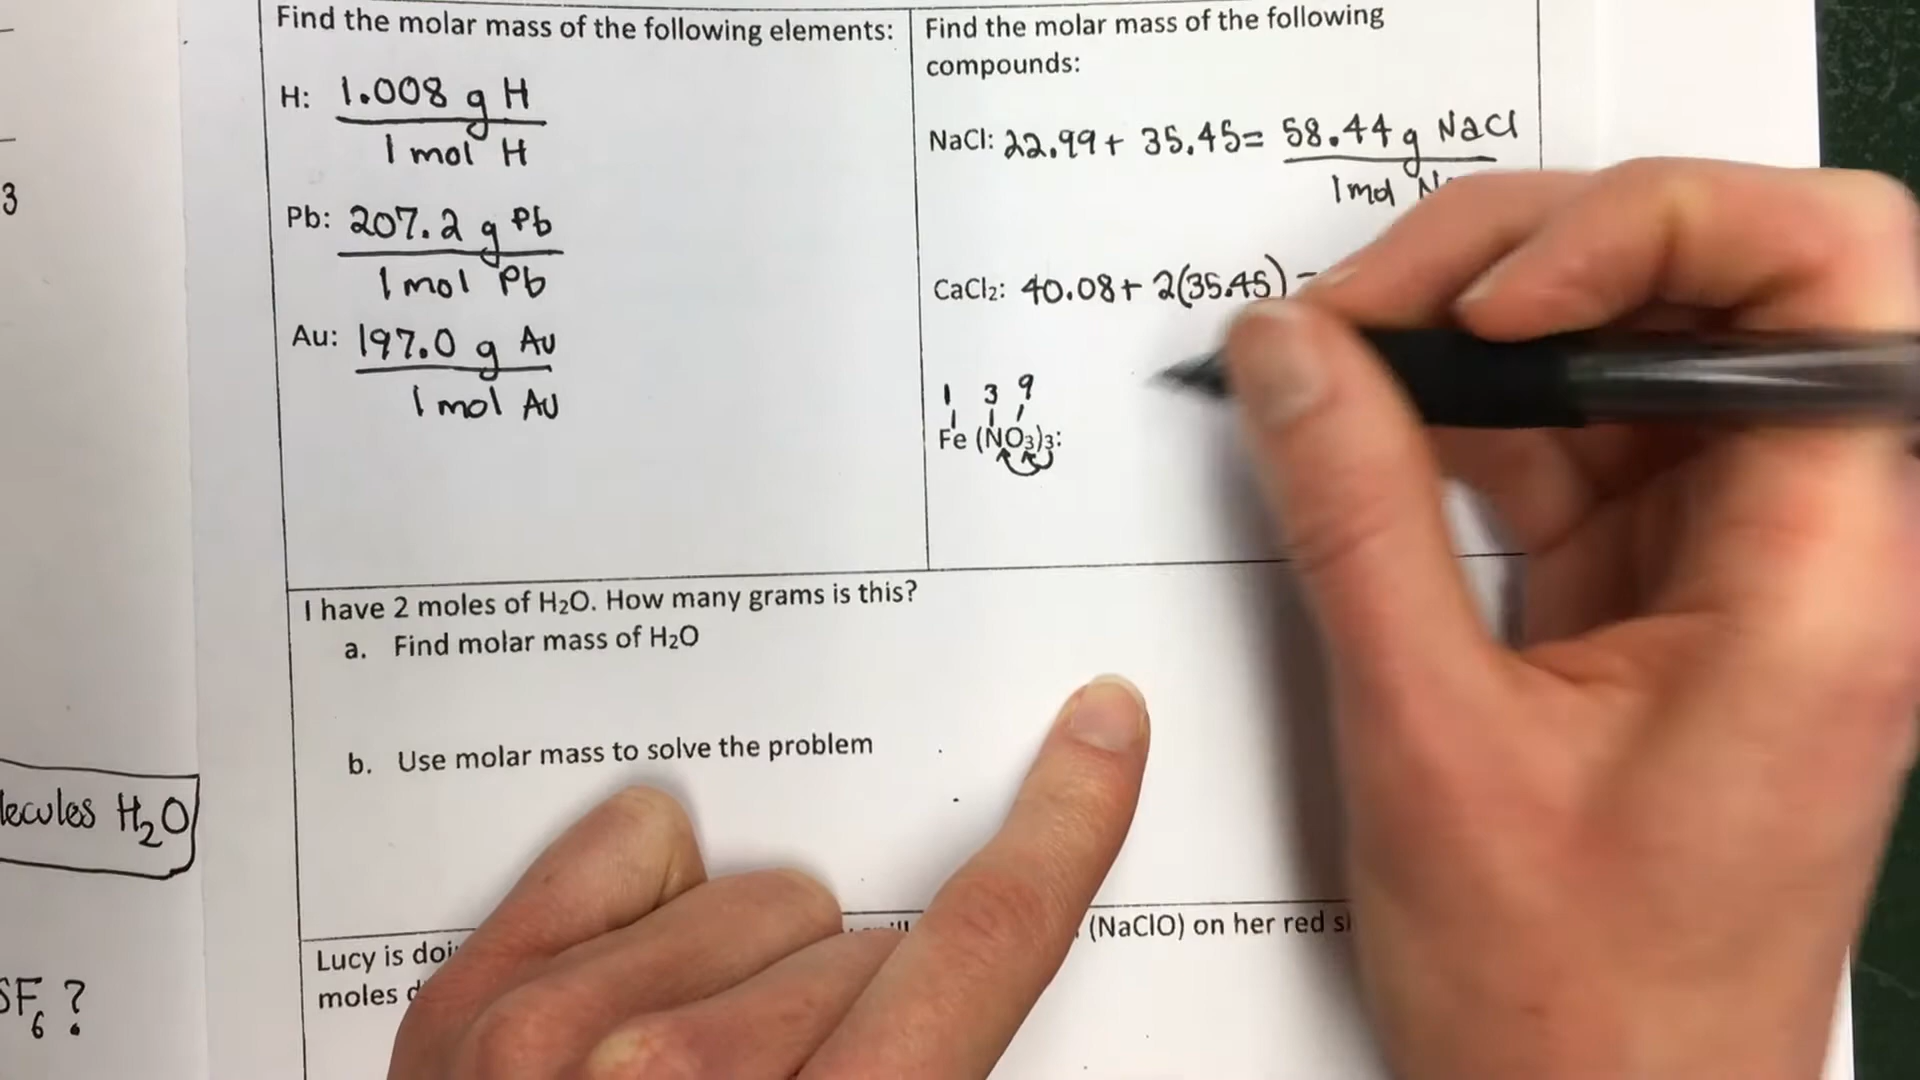 3
lecules H₂O
SF₆ ?
Find the molar mass of the following elements:
H: 1.008 g H
1 mol H
Pb: 207.2 g Pb
1 mol Pb
Au: 197.0 g Au
1 mol Au
Find the molar mass of the following
compounds:
NaCl: 22.99 + 35.45 = 58.44 g NaCl
1 mol
CaCl₂: 40.08 + 2(35.45) =
1 3 9
Fe (NO₃)₃:
I have 2 moles of H₂O. How many grams is this?
a. Find molar mass of H₂O
b. Use molar mass to solve the problem
Lucy is (NaClO) on her red
moles